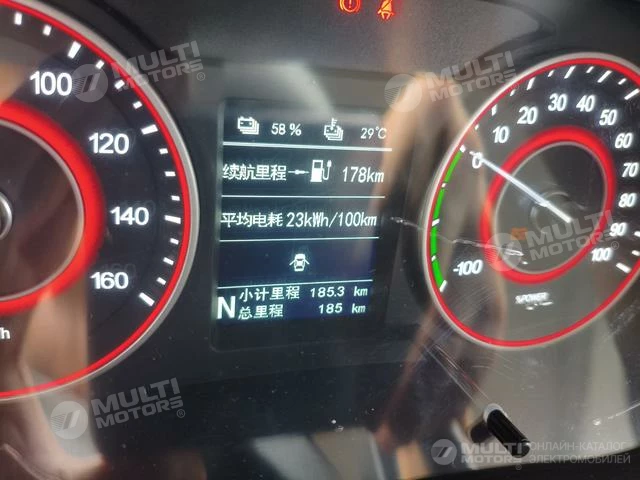 MULTI MOTORS®
MULTI MOTORS®
100
120
140
160
58 % 29℃
续航里程 178km
平均电耗 23kWh/100km
N 小计里程 185.3 km
总里程 185 km
0 10 30 50 60 70 80 90 100
-100
%POWER
MULTI MOTORS®
MULTI MOTORS®
MULTI MOTORS®
ОНЛАЙН-КАТАЛОГ
ЭЛЕКТРОМОБИЛЕЙ